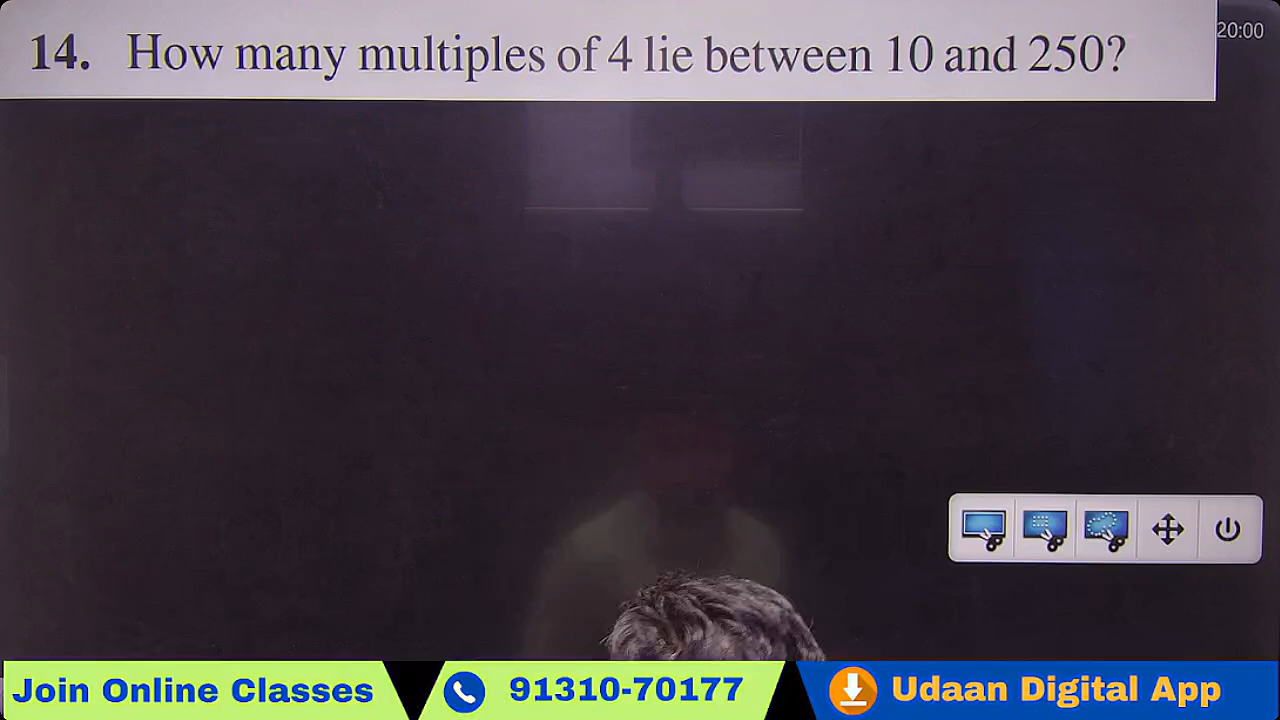 14. How many multiples of 4 lie between 10 and 250?
20:00
Join Online Classes
91310-70177
Udaan Digital App